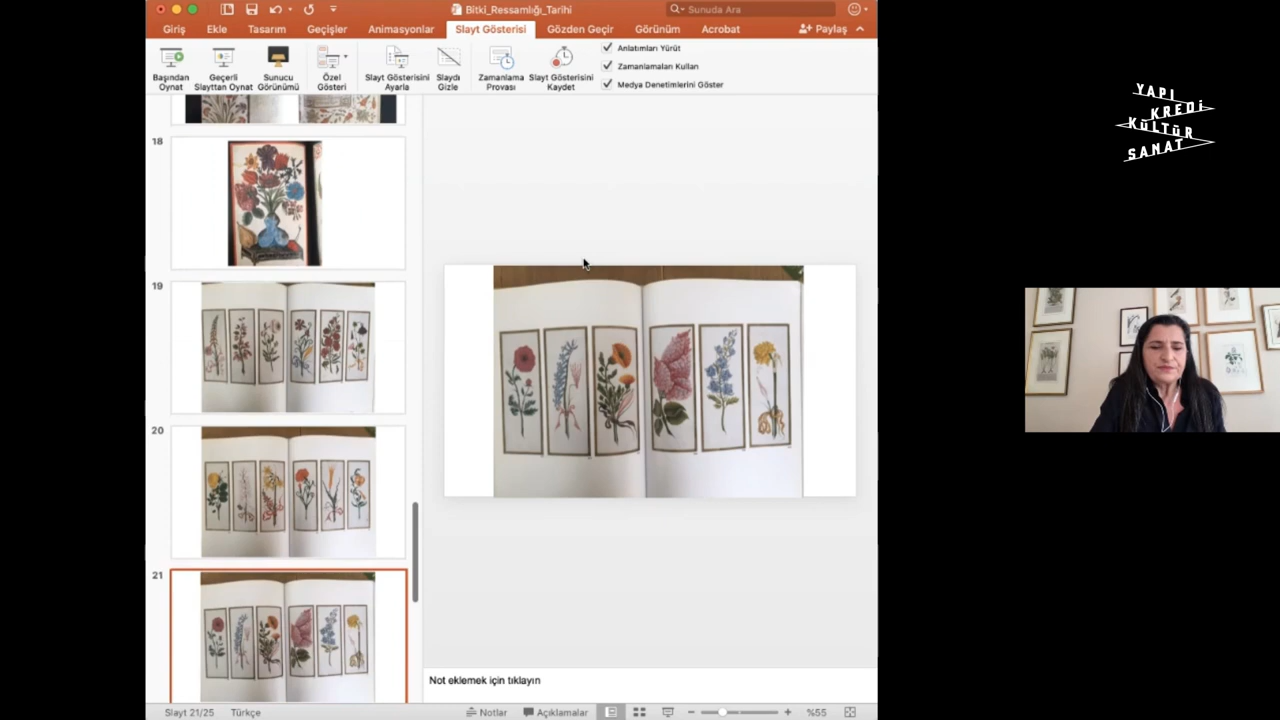 Bitki_Ressamlığı_Tarihi
Sunuda Ara
Giriş Ekle Tasarım Geçişler Animasyonlar Slayt Gösterisi Gözden Geçir Görünüm Acrobat Paylaş
Başından Oynat
Geçerli Slayttan Oynat
Sunucu Görünümü
Özel Gösteri
Slayt Gösterisini Ayarla
Slaydı Gizle
Zamanlama Provası
Slayt Gösterisini Kaydet
Anlatımları Yürüt
Zamanlamaları Kullan
Medya Denetimlerini Göster
YAPI
KREDİ
KÜLTÜR
SANAT
18
19
20
21
Not eklemek için tıklayın
Slayt 21/25 Türkçe Notlar Açıklamalar %55